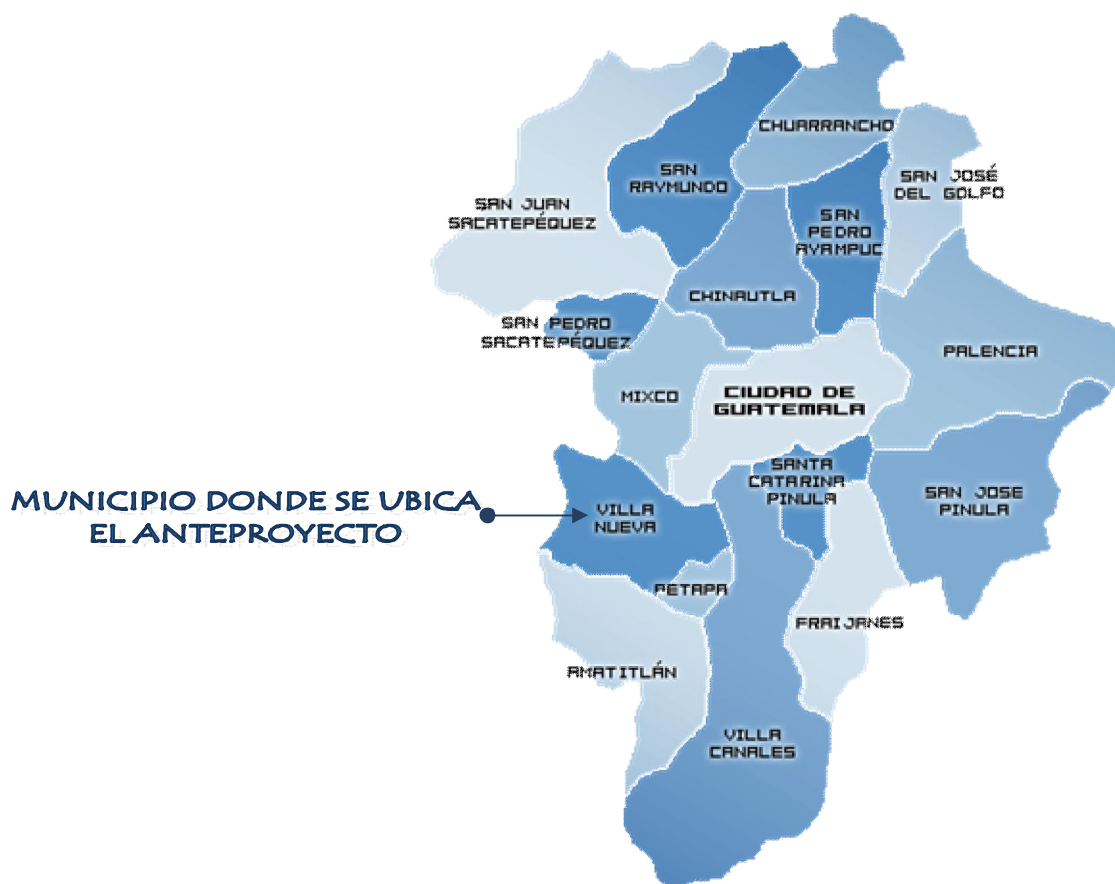 CHUARRANCHO
SAN
RAYMUNDO
SAN JOSÉ
DEL GOLFO
SAN JUAN
SACATEPÉQUEZ
SAN
PEDRO
AYAMPUC
CHINAUTLA
SAN PEDRO
SACATEPÉQUEZ
PALENCIA
MIXCO
CIUDAD DE
GUATEMALA
SANTA
CATARINA
PINULA
SAN JOSE
PINULA
MUNICIPIO DONDE SE UBICA
EL ANTEPROYECTO
VILLA
NUEVA
PETAPA
FRAIJANES
AMATITLÁN
VILLA
CANALES